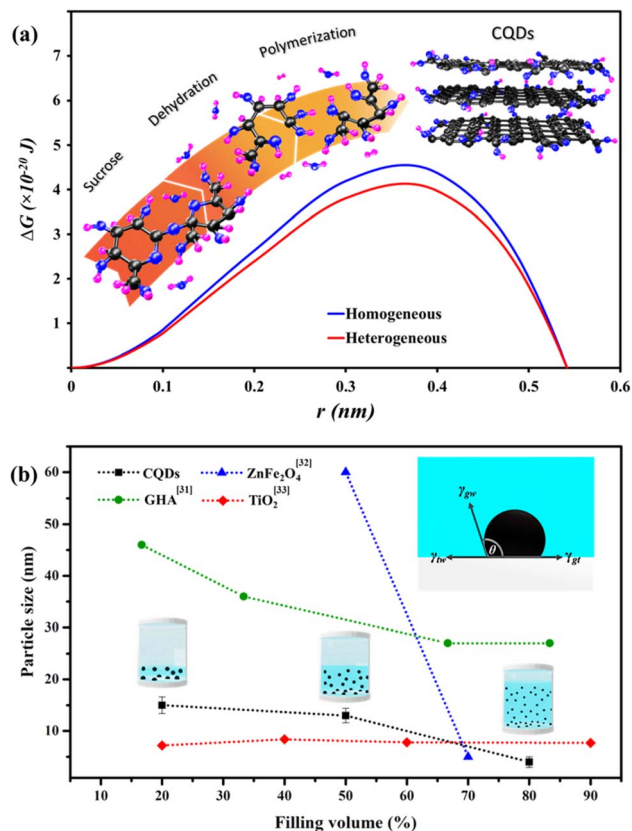 (a)
ΔG (×10⁻²⁰ J)
7
6
5
4
3
2
1
0
0.1
0.2
0.3
0.4
0.5
0.6
r (nm)
Sucrose
Dehydration
Polymerization
CQDs
Homogeneous
Heterogeneous
(b)
Particle size (nm)
60
50
40
30
20
10
CQDs
ZnFe₂O₄[32]
GHA[31]
TiO₂[33]
γgw
θ
γtw
γgt
10
20
30
40
50
60
70
80
90
Filling volume (%)